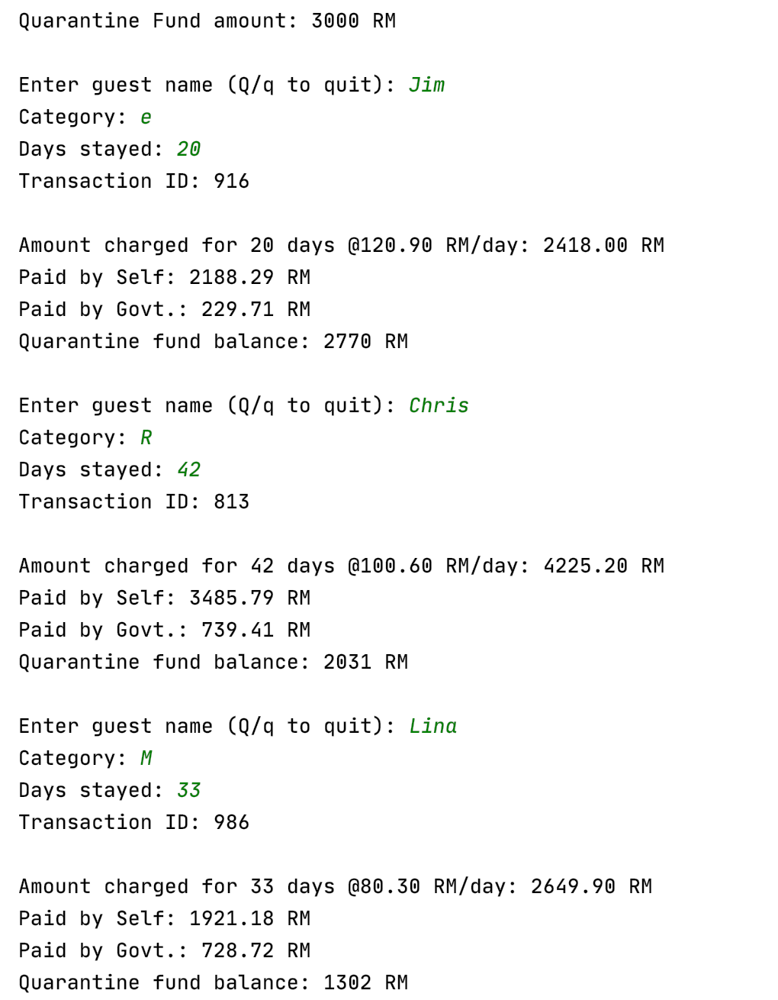 Quarantine Fund amount: 3000 RM
Enter guest name (Q/q to quit): Jim
Category: e
Days stayed: 20
Transaction ID: 916
Amount charged for 20 days @120.90 RM/day: 2418.00 RM
Paid by Self: 2188.29 RM
Paid by Govt.: 229.71 RM
Quarantine fund balance: 2770 RM
Enter guest name (Q/q to quit): Chris
Category: R
Days stayed: 42
Transaction ID: 813
Amount charged for 42 days @100.60 RM/day: 4225.20 RM
Paid by Self: 3485.79 RM
Paid by Govt.: 739.41 RM
Quarantine fund balance: 2031 RM
Enter guest name (Q/q to quit): Lina
Category: M
Days stayed: 33
Transaction ID: 986
Amount charged for 33 days @80.30 RM/day: 2649.90 RM
Paid by Self: 1921.18 RM
Paid by Govt.: 728.72 RM
Quarantine fund balance: 1302 RM